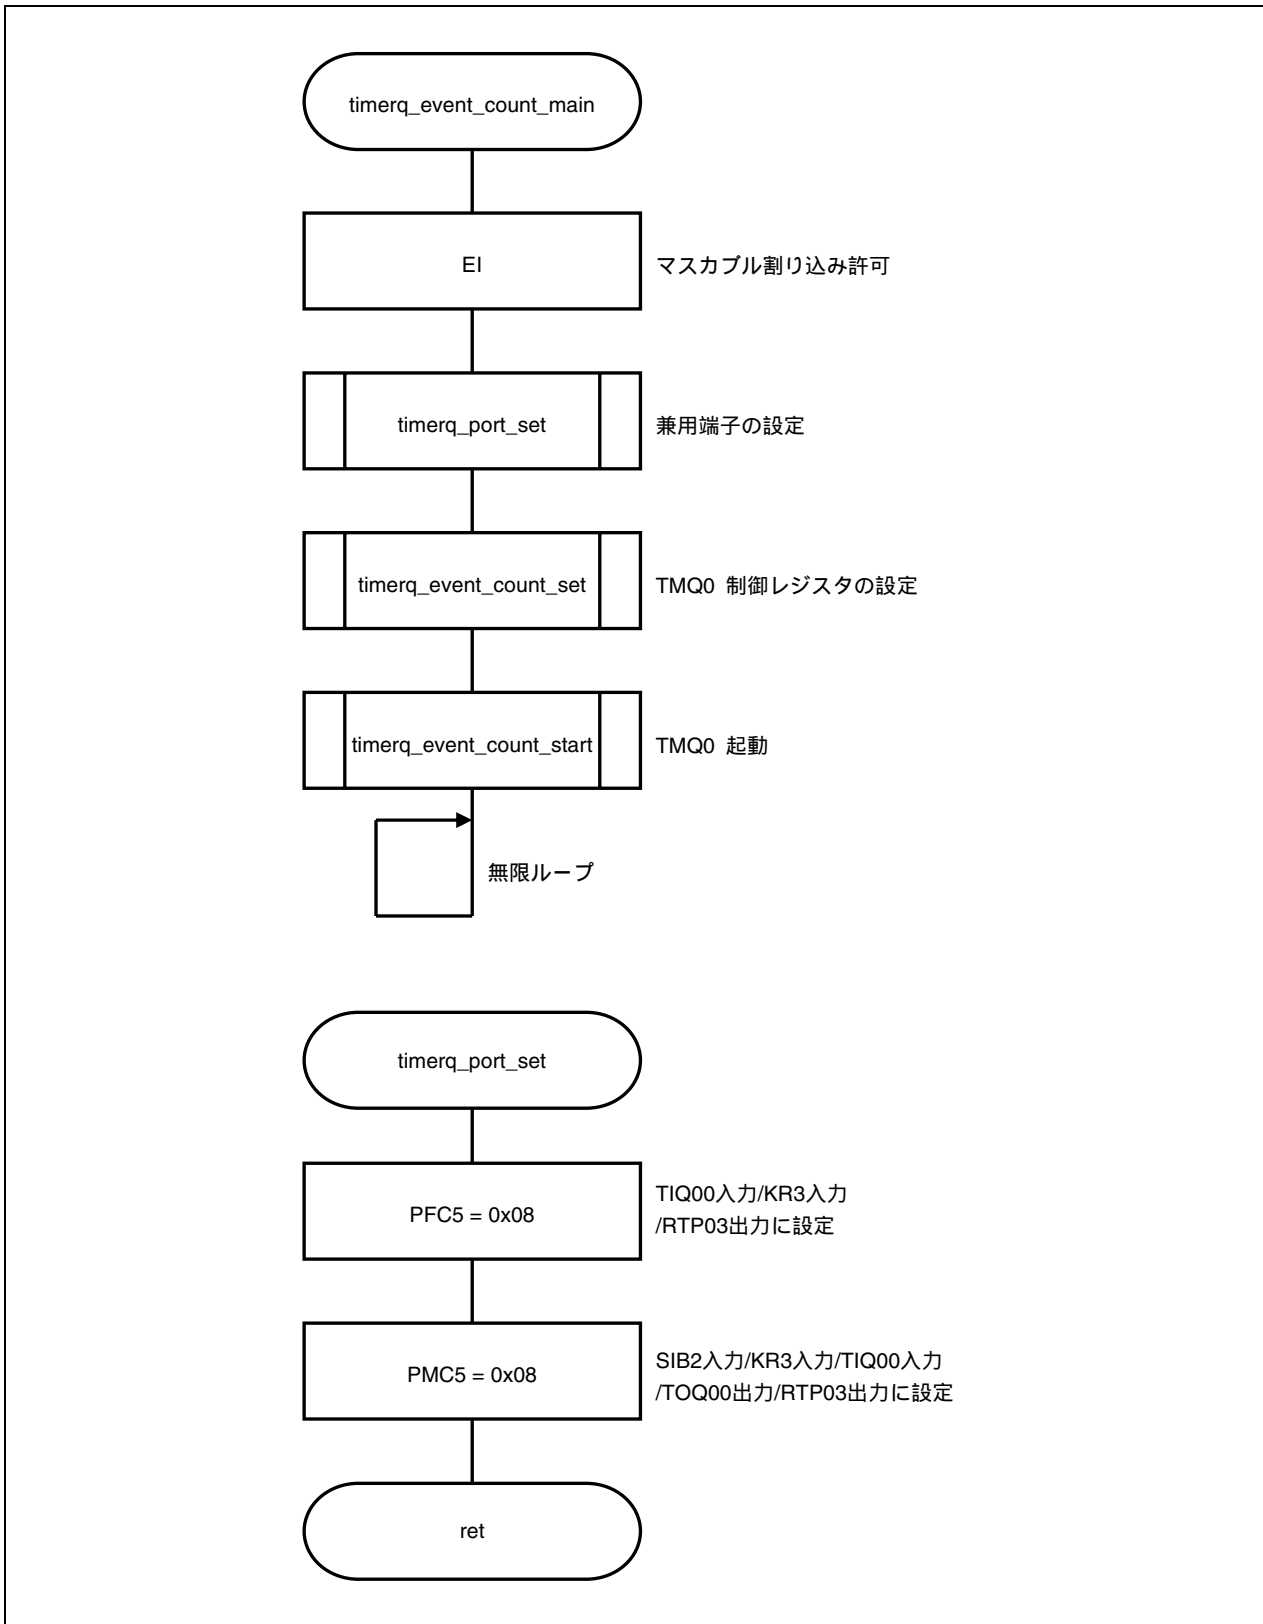 timerq_event_count_main
EI
マスカブル割り込み許可
timerq_port_set
兼用端子の設定
timerq_event_count_set
TMQ0 制御レジスタの設定
timerq_event_count_start
TMQ0 起動
無限ループ
timerq_port_set
PFC5 = 0x08
TIQ00入力/KR3入力
/RTP03出力に設定
PMC5 = 0x08
SIB2入力/KR3入力/TIQ00入力
/TOQ00出力/RTP03出力に設定
ret